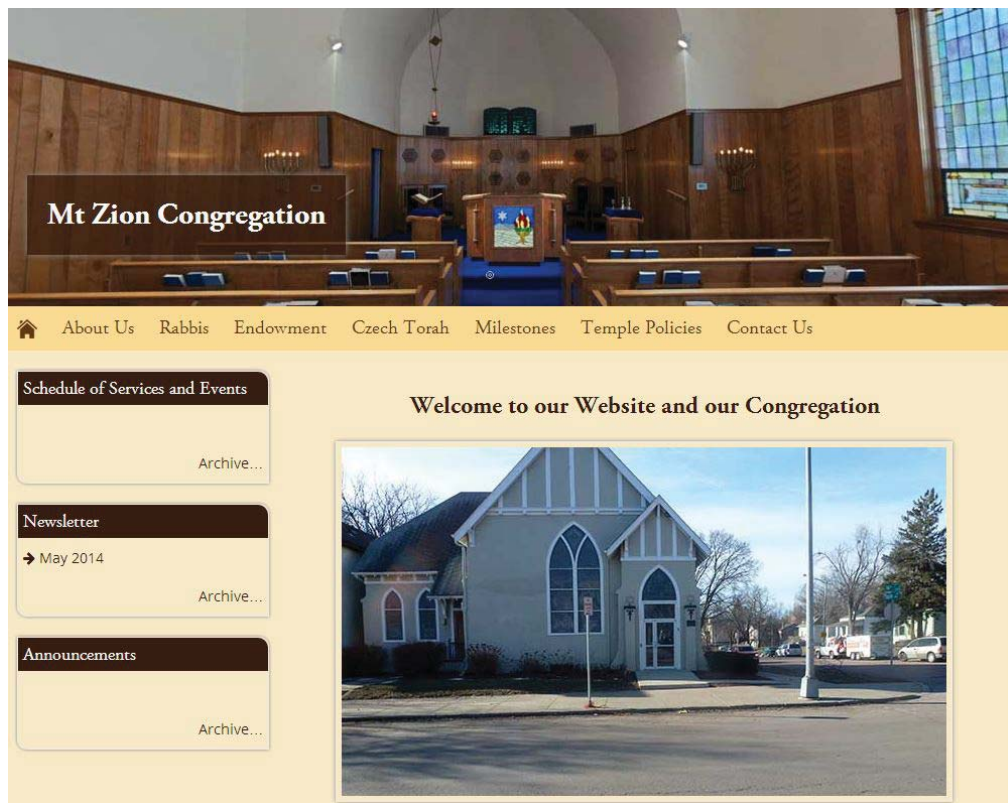 Mt Zion Congregation
About Us Rabbis Endowment Czech Torah Milestones Temple Policies Contact Us
Schedule of Services and Events
Archive...
Newsletter
May 2014
Archive...
Announcements
Archive...
Welcome to our Website and our Congregation